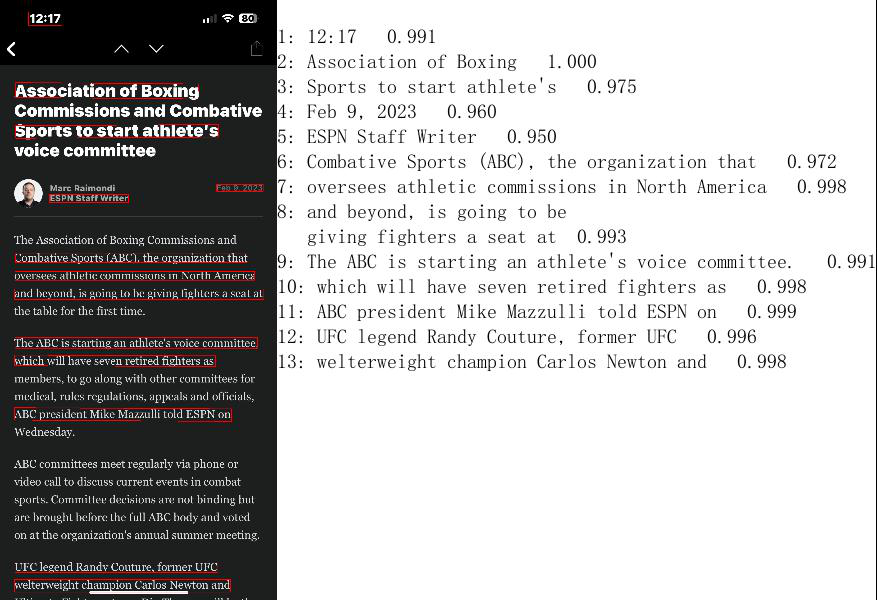 12:17
80
Association of Boxing
Commissions and Combative
Sports to start athlete's
voice committee
Marc Raimondi
ESPN Staff Writer
Feb 9, 2023
The Association of Boxing Commissions and
Combative Sports (ABC), the organization that
oversees athletic commissions in North America
and beyond, is going to be giving fighters a seat at
the table for the first time.
The ABC is starting an athlete's voice committee
which will have seven retired fighters as
members, to go along with other committees for
medical, rules regulations, appeals and officials,
ABC president Mike Mazzulli told ESPN on
Wednesday.
ABC committees meet regularly via phone or
video call to discuss current events in combat
sports. Committee decisions are not binding but
are brought before the full ABC body and voted
on at the organization's annual summer meeting.
UFC legend Randy Couture, former UFC
welterweight champion Carlos Newton and
1: 12:17 0.991
2: Association of Boxing 1.000
3: Sports to start athlete's 0.975
4: Feb 9, 2023 0.960
5: ESPN Staff Writer 0.950
6: Combative Sports (ABC), the organization that 0.972
7: oversees athletic commissions in North America 0.998
8: and beyond, is going to be
giving fighters a seat at 0.993
9: The ABC is starting an athlete's voice committee. 0.991
10: which will have seven retired fighters as 0.998
11: ABC president Mike Mazzulli told ESPN on 0.999
12: UFC legend Randy Couture, former UFC 0.996
13: welterweight champion Carlos Newton and 0.998